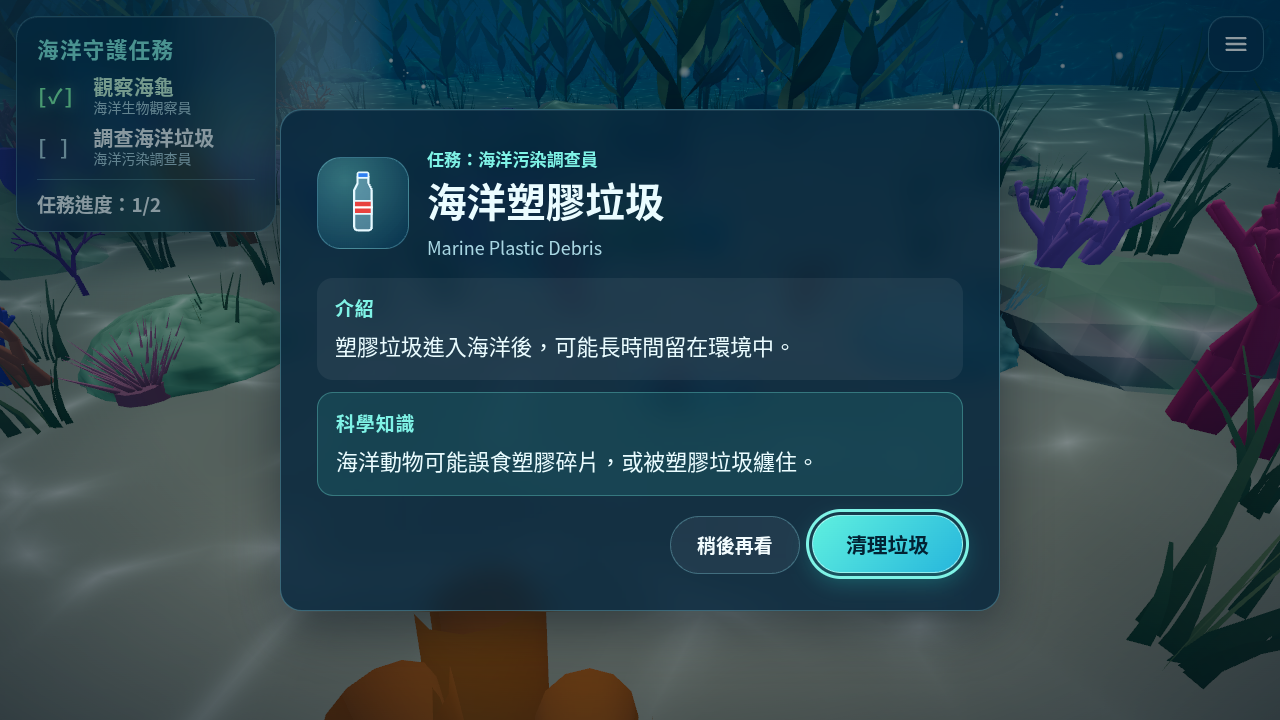 海洋守護任務
[✓] 觀察海龜
海洋生物觀察員
[ ] 調查海洋垃圾
海洋污染調查員
任務進度：1/2
任務：海洋污染調查員
海洋塑膠垃圾
Marine Plastic Debris
介紹
塑膠垃圾進入海洋後，可能長時間留在環境中。
科學知識
海洋動物可能誤食塑膠碎片，或被塑膠垃圾纏住。
稍後再看
清理垃圾